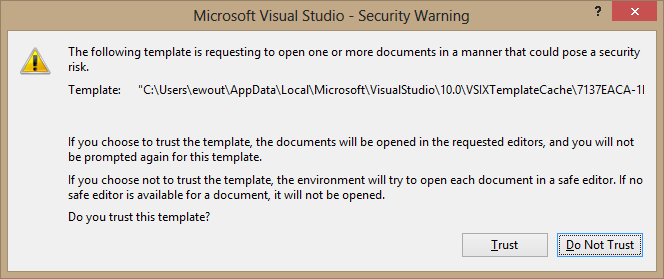 Microsoft Visual Studio - Security Warning
?
The following template is requesting to open one or more documents in a manner that could pose a security
risk.
Template: "C:\Users\ewout\AppData\Local\Microsoft\VisualStudio\10.0\VSIXTemplateCache\7137EACA-1
If you choose to trust the template, the documents will be opened in the requested editors, and you will
not be prompted again for this template.
If you choose not to trust the template, the environment will try to open each document in a safe editor. If no
safe editor is available for a document, it will not be opened.
Do you trust this template?
Trust Do Not Trust